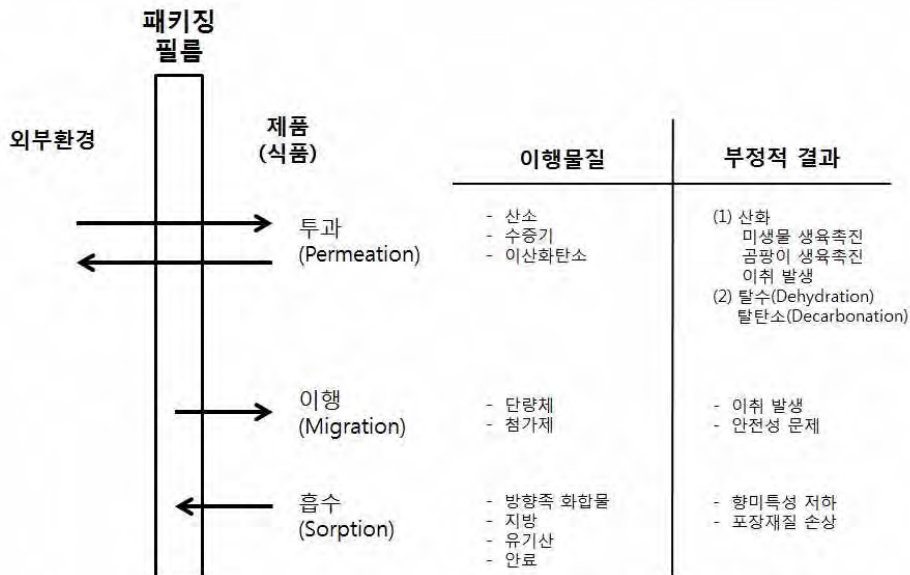 패키징
필름
외부환경
제품
(식품)
이행물질
부정적 결과
투과
(Permeation)
- 산소
- 수증기
- 이산화탄소
(1) 산화
미생물 생육촉진
곰팡이 생육촉진
이취 발생
(2) 탈수(Dehydration)
탈탄소(Decarbonation)
이행
(Migration)
- 단량체
- 첨가제
- 이취 발생
- 안전성 문제
흡수
(Sorption)
- 방향족 화합물
- 지방
- 유기산
- 안료
- 향미특성 저하
- 포장재질 손상